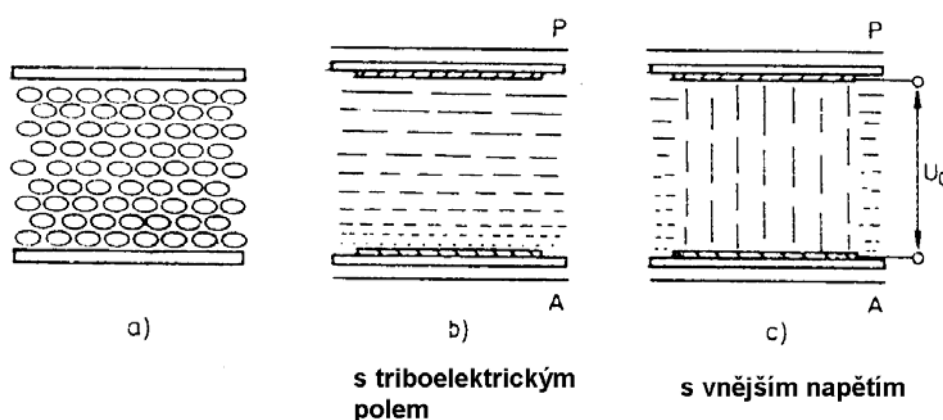 P
P
U₀
A
A
a)
b)
c)
s triboelektrickým
polem
s vnějším napětím